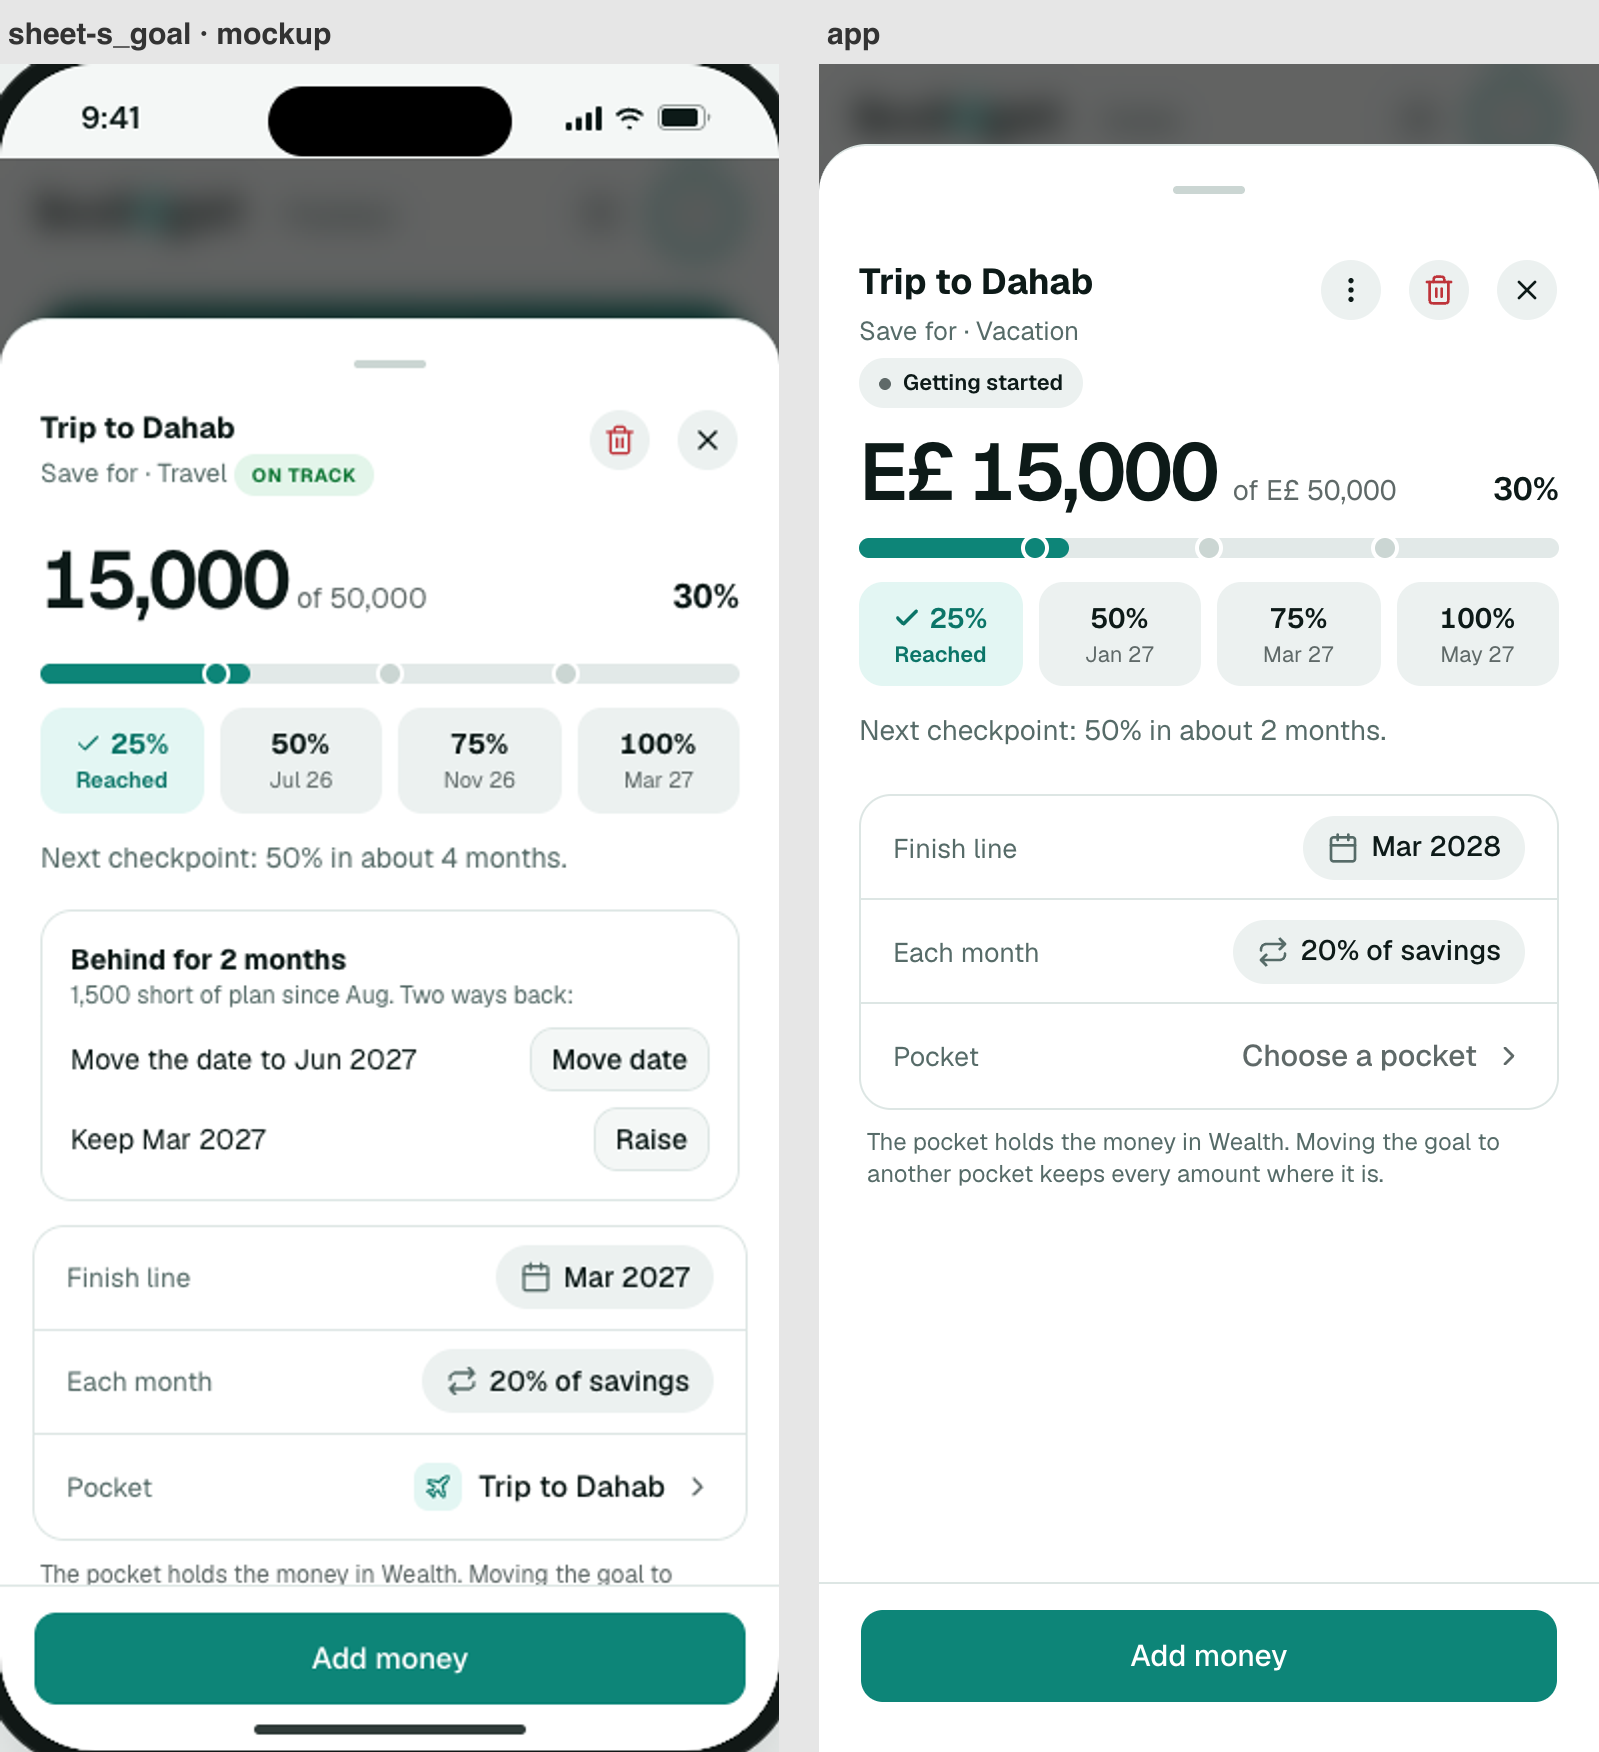 sheet-s_goal · mockup
9:41
Trip to Dahab
Save for · Travel ON TRACK
15,000 of 50,000 30%
25% 50% 75% 100%
Reached Jul 26 Nov 26 Mar 27
Next checkpoint: 50% in about 4 months.
Behind for 2 months
1,500 short of plan since Aug. Two ways back:
Move the date to Jun 2027 Move date
Keep Mar 2027 Raise
Finish line Mar 2027
Each month 20% of savings
Pocket Trip to Dahab
The pocket holds the money in Wealth. Moving the goal to
Add money
app
Trip to Dahab
Save for · Vacation
Getting started
E£ 15,000 of E£ 50,000 30%
25% 50% 75% 100%
Reached Jan 27 Mar 27 May 27
Next checkpoint: 50% in about 2 months.
Finish line Mar 2028
Each month 20% of savings
Pocket Choose a pocket
The pocket holds the money in Wealth. Moving the goal to
another pocket keeps every amount where it is.
Add money